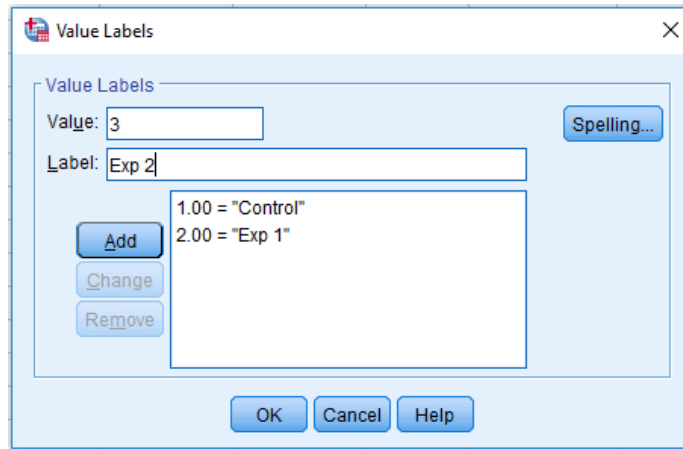 Value Labels
Value Labels
Value: 3
Spelling...
Label: Exp 2
1.00 = "Control"
2.00 = "Exp 1"
Add
Change
Remove
OK Cancel Help